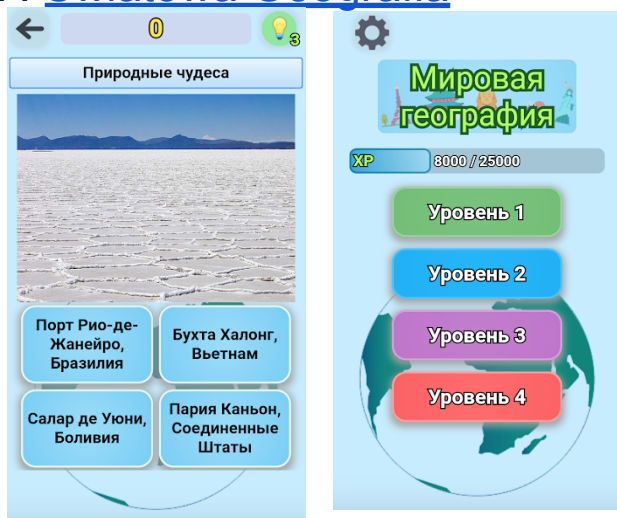 0
3
Природные чудеса
Порт Рио-де-
Жанейро,
Бразилия
Бухта Халонг,
Вьетнам
Салар де Уюни,
Боливия
Пария Каньон,
Соединенные
Штаты
Мировая
география
XP 8000 / 25000
Уровень 1
Уровень 2
Уровень 3
Уровень 4